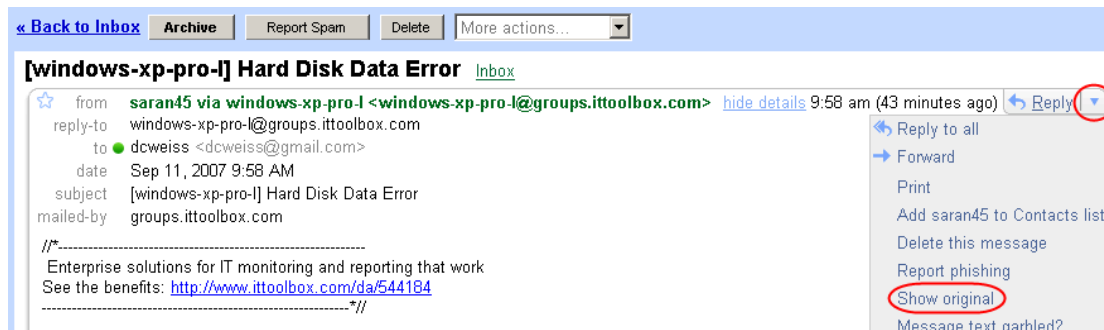 « Back to Inbox Archive Report Spam Delete More actions...
[windows-xp-pro-l] Hard Disk Data Error Inbox
from saran45 via windows-xp-pro-l <windows-xp-pro-l@groups.ittoolbox.com> hide details 9:58 am (43 minutes ago) Reply
reply-to windows-xp-pro-l@groups.ittoolbox.com
Reply to all
to dcweiss <dcweiss@gmail.com>
Forward
date Sep 11, 2007 9:58 AM
Print
subject [windows-xp-pro-l] Hard Disk Data Error
mailed-by groups.ittoolbox.com
Add saran45 to Contacts list
//*-------------------------------------------------------------
Delete this message
Enterprise solutions for IT monitoring and reporting that work
Report phishing
See the benefits: http://www.ittoolbox.com/da/544184
Show original
-------------------------------------------------------------*//
Message text garbled?